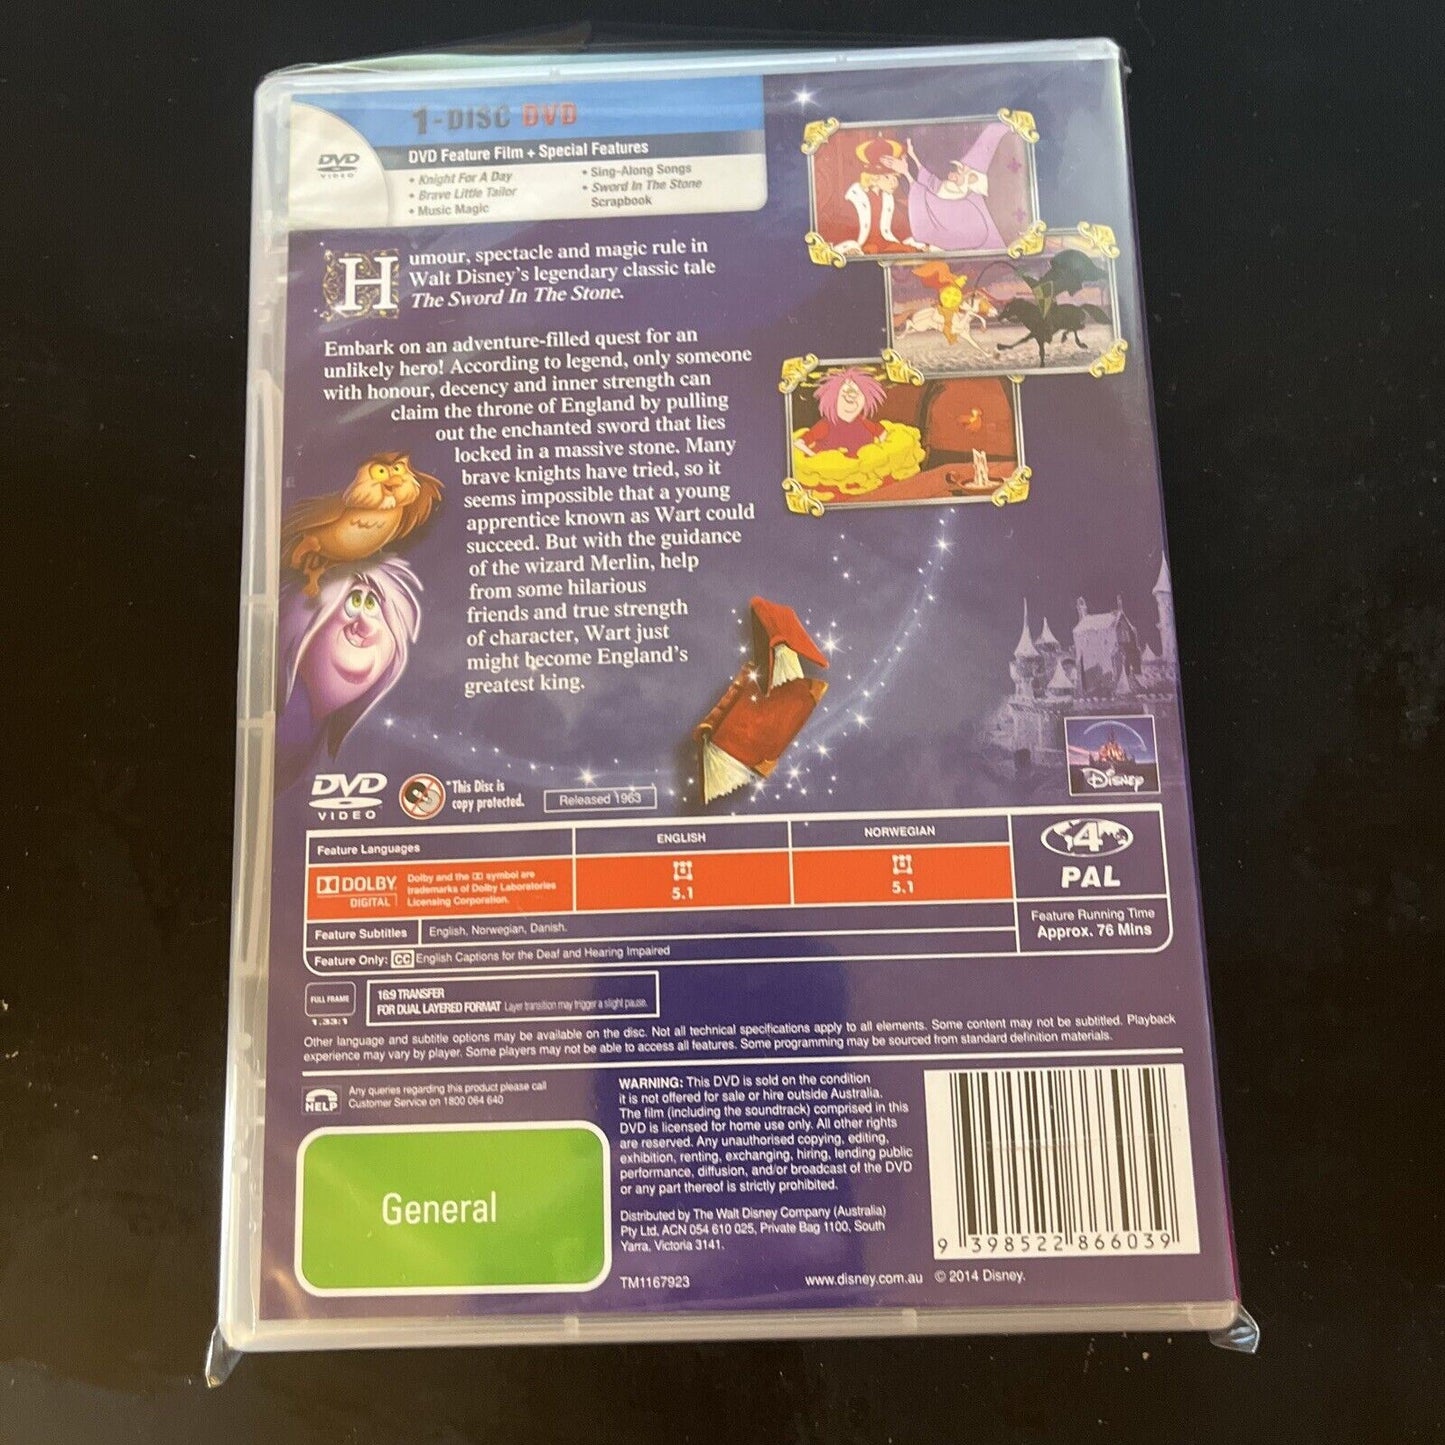 1-DISC DVD
DVD VIDEO
DVD Feature Film + Special Features
• Knight For A Day
• Brave Little Tailor
• Music Magic
• Sing-Along Songs
• Sword In The Stone
Scrapbook
Humour, spectacle and magic rule in
Walt Disney's legendary classic tale
The Sword In The Stone.
Embark on an adventure-filled quest for an
unlikely hero! According to legend, only someone
with honour, decency and inner strength can
claim the throne of England by pulling
out the enchanted sword that lies
locked in a massive stone. Many
brave knights have tried, so it
seems impossible that a young
apprentice known as Wart could
succeed. But with the guidance
of the wizard Merlin, help
from some hilarious
friends and true strength
of character, Wart just
might become England's
greatest king.
Disney
DVD
VIDEO
*This Disc is
copy protected.
Released 1963
Feature Languages
ENGLISH
NORWEGIAN
DOLBY
DIGITAL
Dolby and the DD symbol are
trademarks of Dolby Laboratories
Licensing Corporation.
5.1
5.1
4
PAL
Feature Subtitles
English, Norwegian, Danish.
Feature Running Time
Approx. 76 Mins
Feature Only: CC English Captions for the Deaf and Hearing Impaired
FULL FRAME
1.33:1
16:9 TRANSFER
FOR DUAL LAYERED FORMAT Layer transition may trigger a slight pause.
Other language and subtitle options may be available on the disc. Not all technical specifications apply to all elements. Some content may not be subtitled. Playback
experience may vary by player. Some players may not be able to access all features. Some programming may be sourced from standard definition materials.
HELP
Any queries regarding this product please call
Customer Service on 1800 064 640
General
WARNING: This DVD is sold on the condition
it is not offered for sale or hire outside Australia.
The film (including the soundtrack) comprised in this
DVD is licensed for home use only. All other rights
are reserved. Any unauthorised copying, editing,
exhibition, renting, exchanging, hiring, lending public
performance, diffusion, and/or broadcast of the DVD
or any part thereof is strictly prohibited.
Distributed by The Walt Disney Company (Australia)
Pty Ltd, ACN 054 610 025, Private Bag 1100, South
Yarra, Victoria 3141.
TM1167923
www.disney.com.au © 2014 Disney.
9 398522 866039